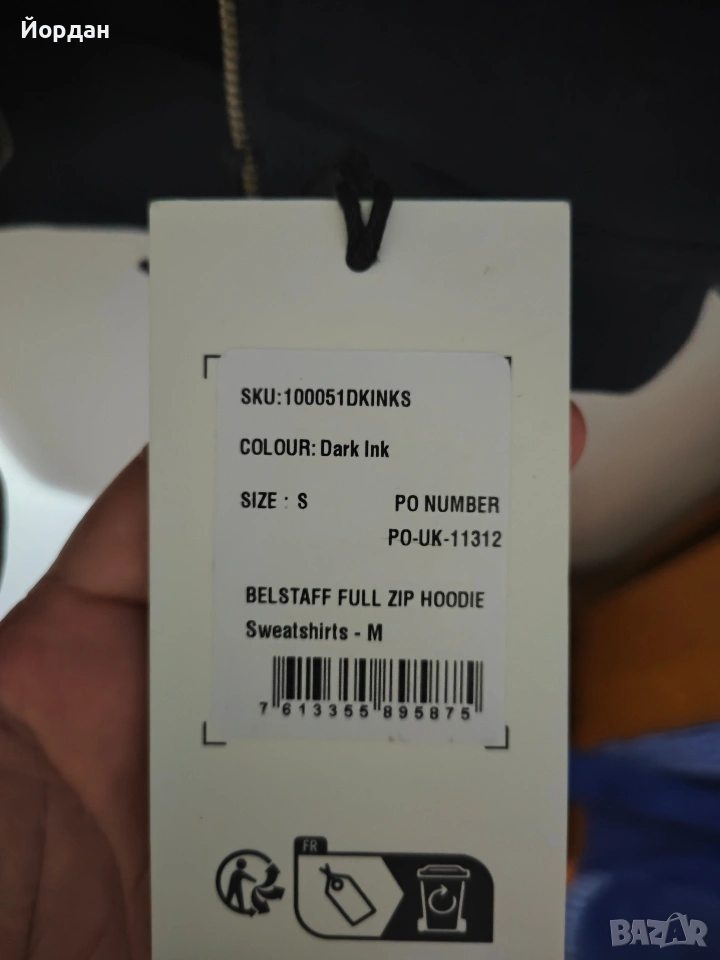 Йордан
SKU:100051DKINKS
COLOUR: Dark Ink
SIZE : S PO NUMBER
PO-UK-11312
BELSTAFF FULL ZIP HOODIE
Sweatshirts - M
7 613355 895875
FR
BAZAR